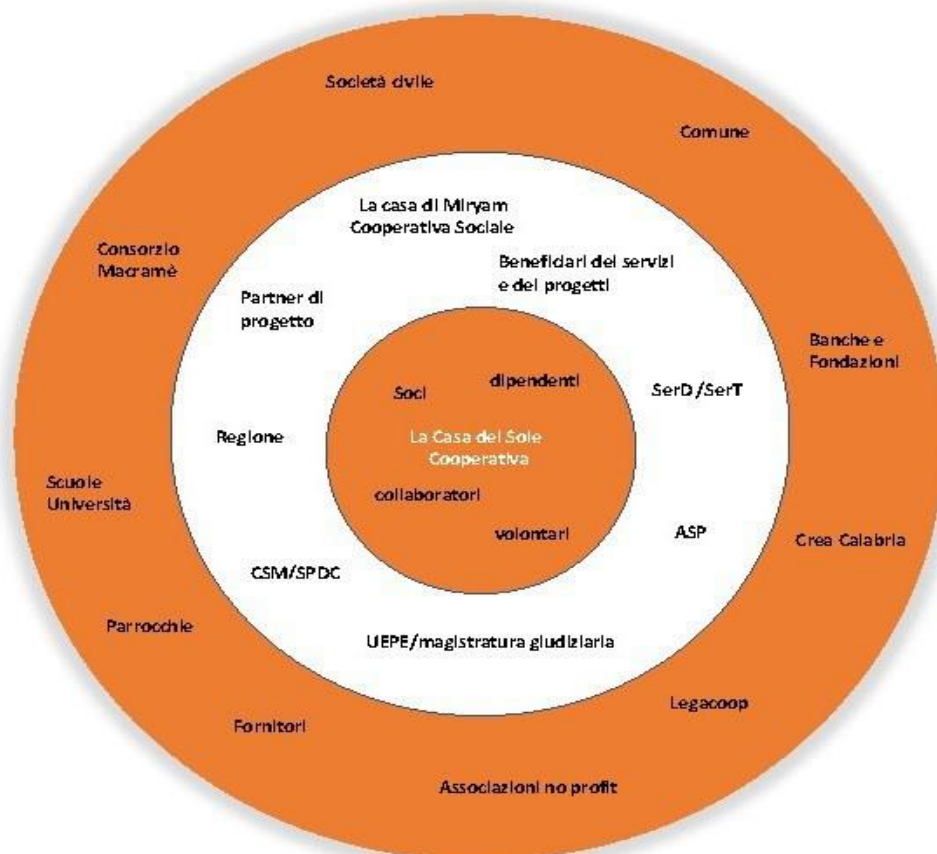 Società civile
Comune
La casa di Miryam
Cooperativa Sociale
Consorzio
Macramè
Beneficiari dei servizi
e dei progetti
Partner di
progetto
Banche e
Fondazioni
Soci
dipendenti
SerD/SerT
Regione
La Casa del Sole
Cooperativa
Scuole
Università
collaboratori
volontari
ASP
Crea Calabria
CSM/SPDC
Parrocchie
UEPE/magistratura giudiziaria
Legacoop
Fornitori
Associazioni no profit